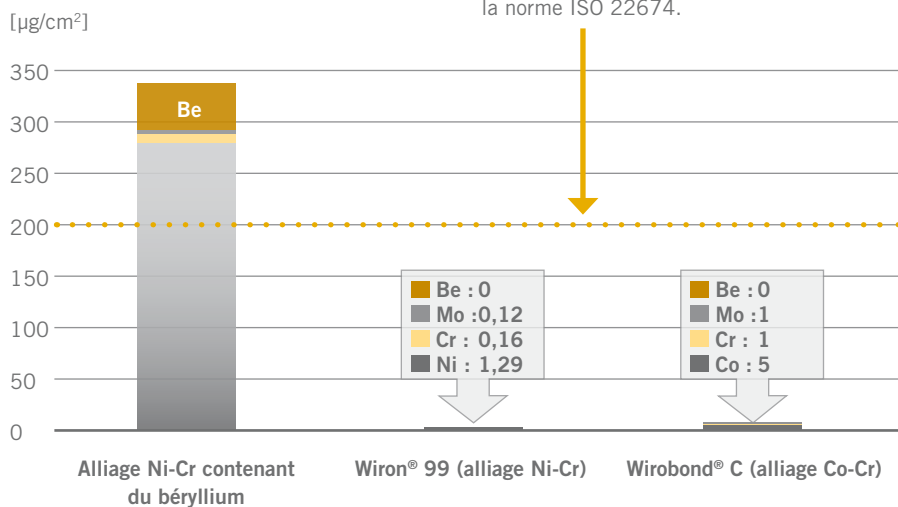 la norme ISO 22674.
[µg/cm²]
350
300
250
200
150
100
50
0
Be
Be : 0
Mo :0,12
Cr : 0,16
Ni : 1,29
Be : 0
Mo :1
Cr : 1
Co : 5
Alliage Ni-Cr contenant
du béryllium
Wiron® 99 (alliage Ni-Cr)
Wirobond® C (alliage Co-Cr)